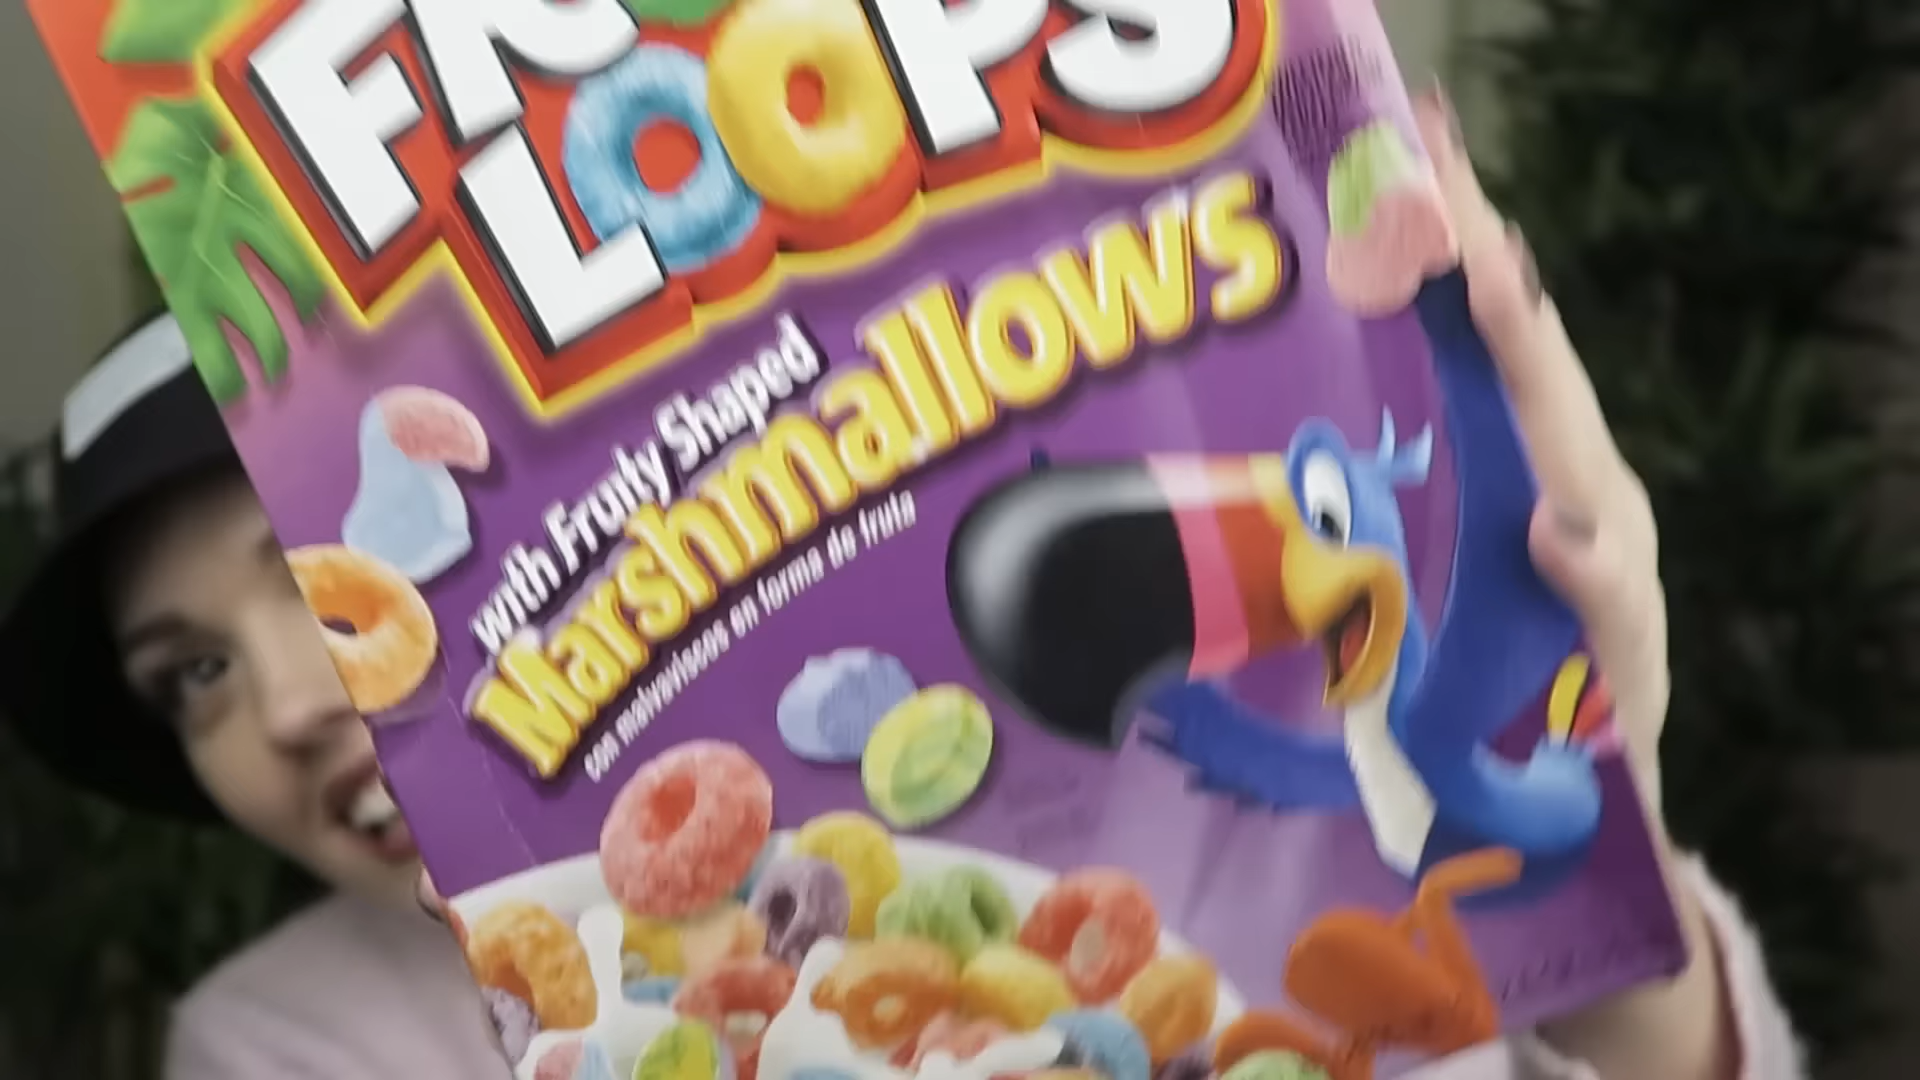 LOOPS
with Fruity Shaped
Marshmallows
con malvaviscos en forma de fruta